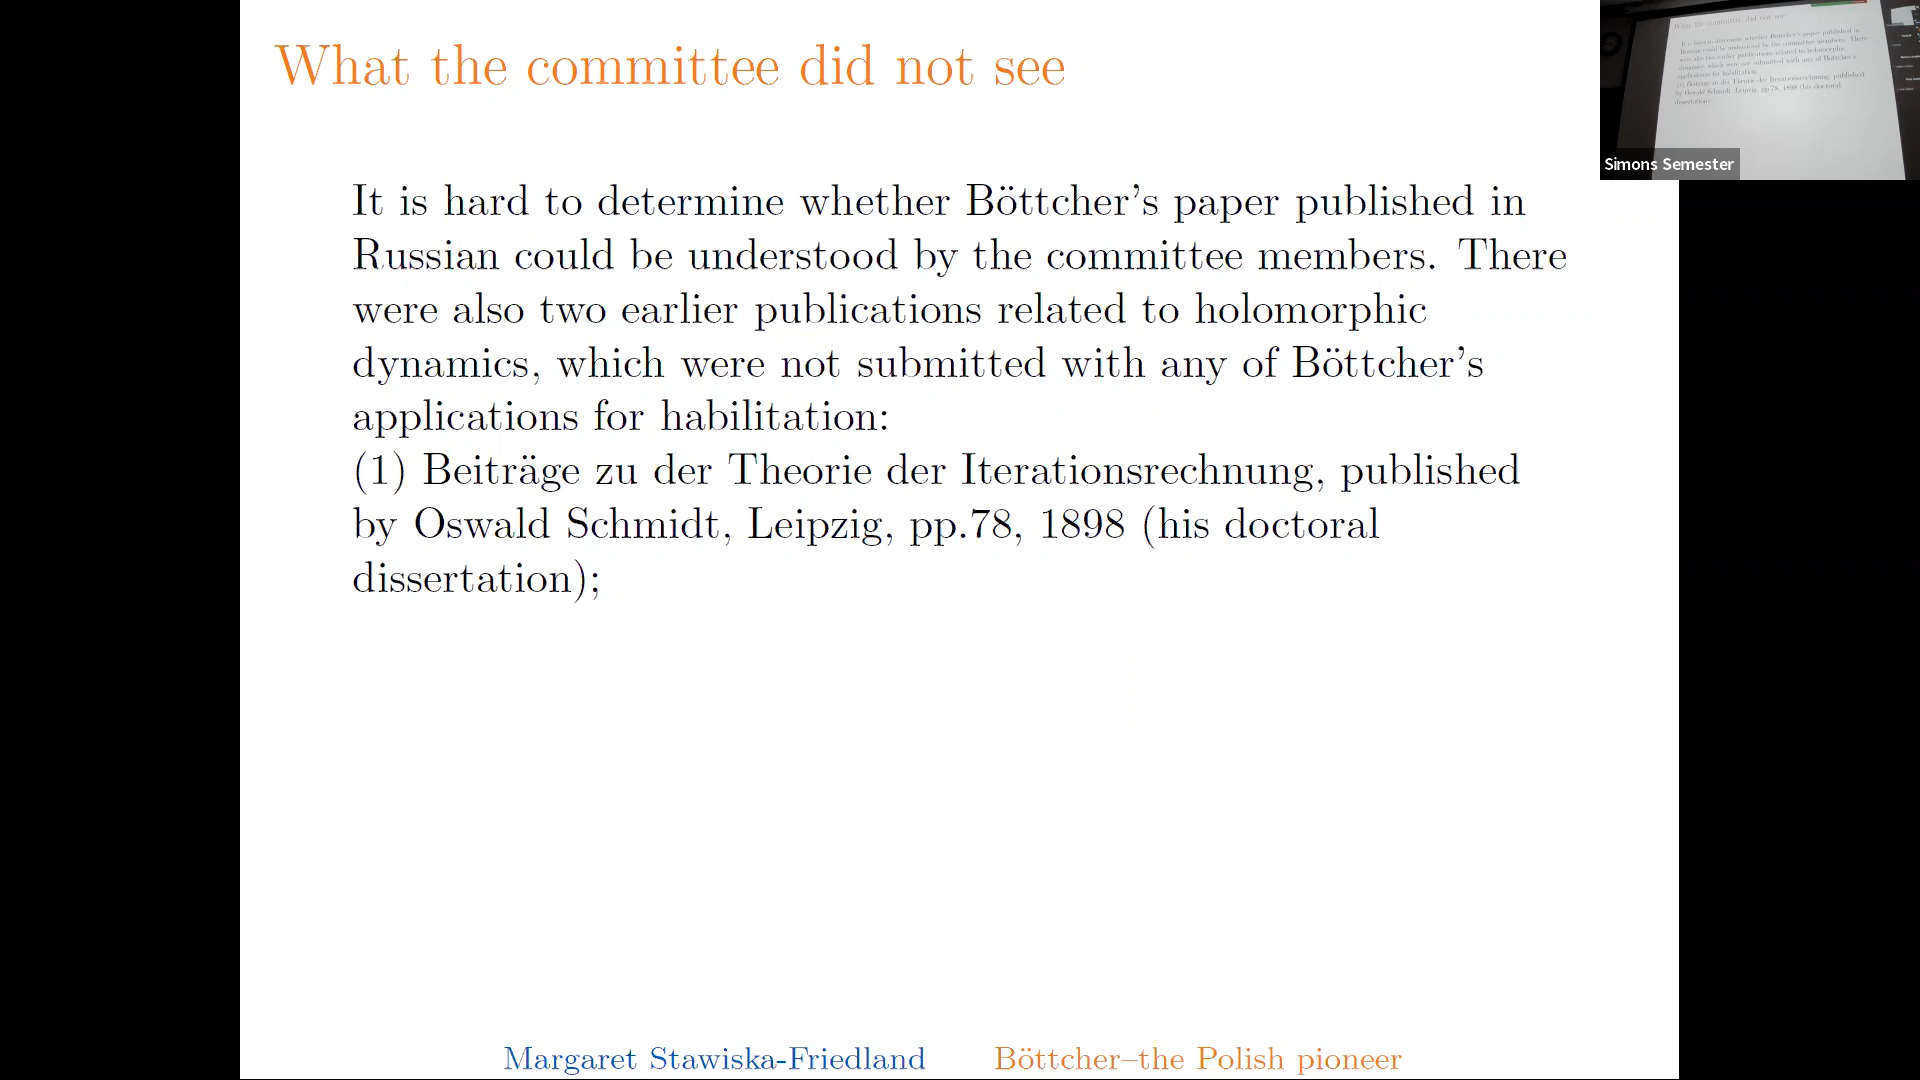 What the committee did not see
Simons Semester
It is hard to determine whether Böttcher's paper published in
Russian could be understood by the committee members. There
were also two earlier publications related to holomorphic
dynamics, which were not submitted with any of Böttcher's
applications for habilitation:
(1) Beiträge zu der Theorie der Iterationsrechnung, published
by Oswald Schmidt, Leipzig, pp.78, 1898 (his doctoral
dissertation);
Margaret Stawiska-Friedland Böttcher–the Polish pioneer